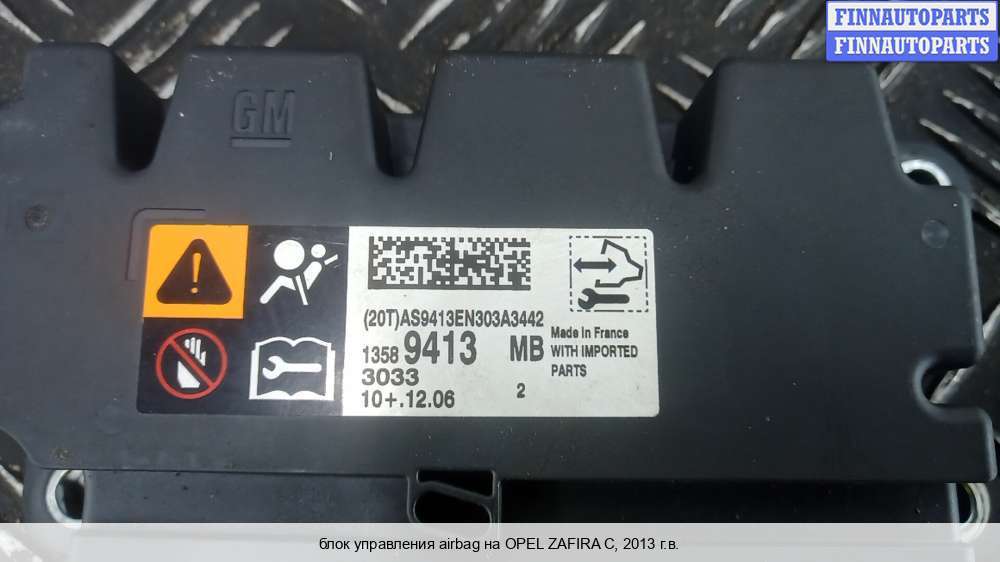 FINNAUTOPARTS
FINNAUTOPARTS
GM
(20T)AS9413EN303A3442
1358 9413 MB
3033
10+.12.06 2
Made In France
WITH IMPORTED
PARTS
блок управления airbag на OPEL ZAFIRA C, 2013 г.в.